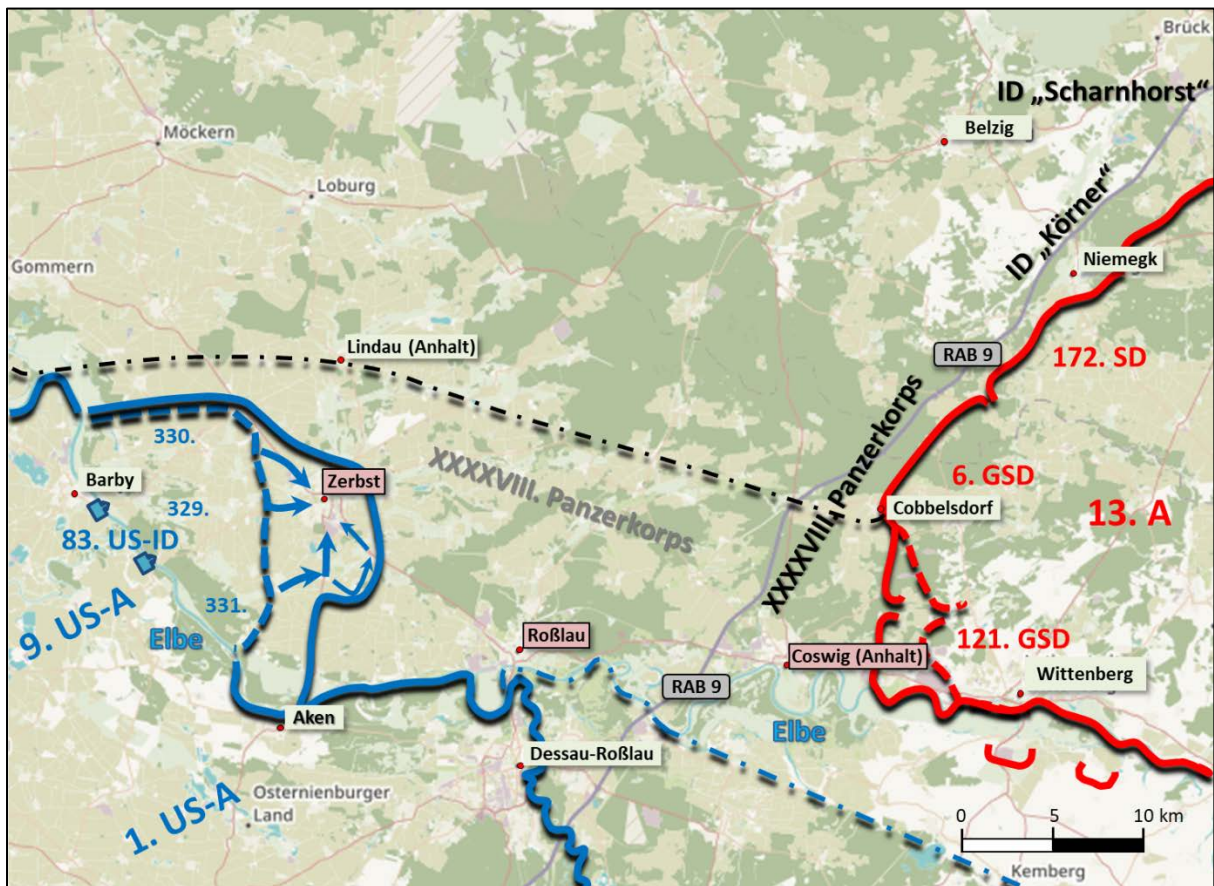 Brück
ID „Scharnhorst“
Möckern
Belzig
Loburg
ID „Körner“
Gommern
Niemegk
Lindau (Anhalt)
RAB 9
172. SD
330.
XXXXVIII. Panzerkorps
XXXXVIII. Panzerkorps
Barby
Zerbst
6. GSD
329.
Cobbelsdorf
13. A
83. US-ID
331.
9. US-A
Elbe
Roßlau
121. GSD
Coswig (Anhalt)
Wittenberg
RAB 9
Aken
Elbe
Dessau-Roßlau
1. US-A
Osternienburger
Land
0 5 10 km
Kemberg